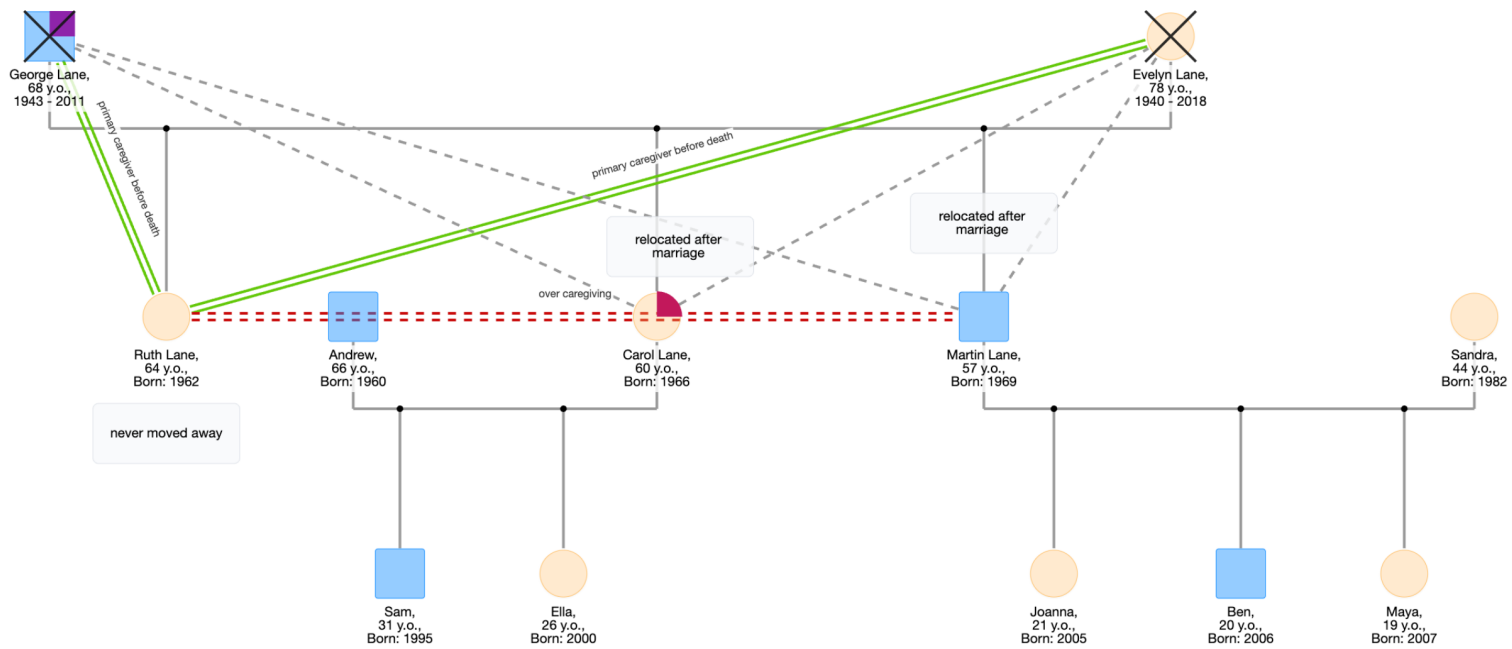 George Lane,
68 y.o.,
1943 - 2011
Evelyn Lane,
78 y.o.,
1940 - 2018
primary caregiver before death
primary caregiver before death
relocated after
marriage
relocated after
marriage
over caregiving
Ruth Lane,
64 y.o.,
Born: 1962
Andrew,
66 y.o.,
Born: 1960
Carol Lane,
60 y.o.,
Born: 1966
Martin Lane,
57 y.o.,
Born: 1969
Sandra,
44 y.o.,
Born: 1982
never moved away
Sam,
31 y.o.,
Born: 1995
Ella,
26 y.o.,
Born: 2000
Joanna,
21 y.o.,
Born: 2005
Ben,
20 y.o.,
Born: 2006
Maya,
19 y.o.,
Born: 2007